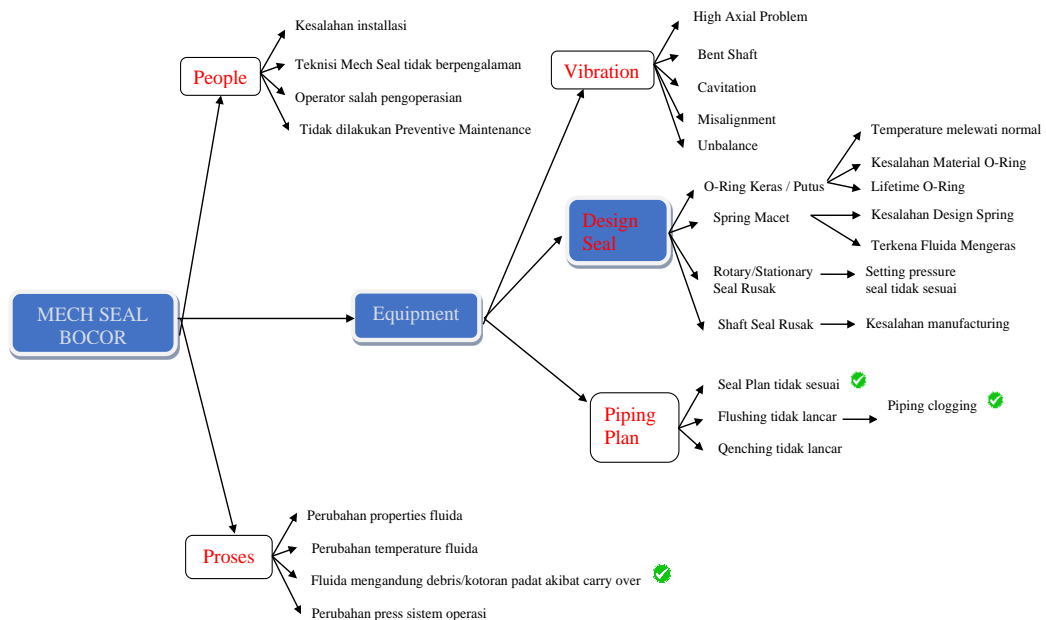 High Axial Problem
Kesalahan installasi
Bent Shaft
Teknisi Mech Seal tidak berpengalaman
People
Vibration
Cavitation
Operator salah pengoperasian
Misalignment
Tidak dilakukan Preventive Maintenance
Unbalance
Temperature melewati normal
Kesalahan Material O-Ring
O-Ring Keras / Putus
Lifetime O-Ring
Design
Seal
Spring Macet
Kesalahan Design Spring
Terkena Fluida Mengeras
Rotary/Stationary
Seal Rusak
Setting pressure
seal tidak sesuai
MECH SEAL
BOCOR
Equipment
Shaft Seal Rusak
Kesalahan manufacturing
Seal Plan tidak sesuai
Piping
Plan
Flushing tidak lancar
Piping clogging
Qenching tidak lancar
Perubahan properties fluida
Proses
Perubahan temperature fluida
Fluida mengandung debris/kotoran padat akibat carry over
Perubahan press sistem operasi